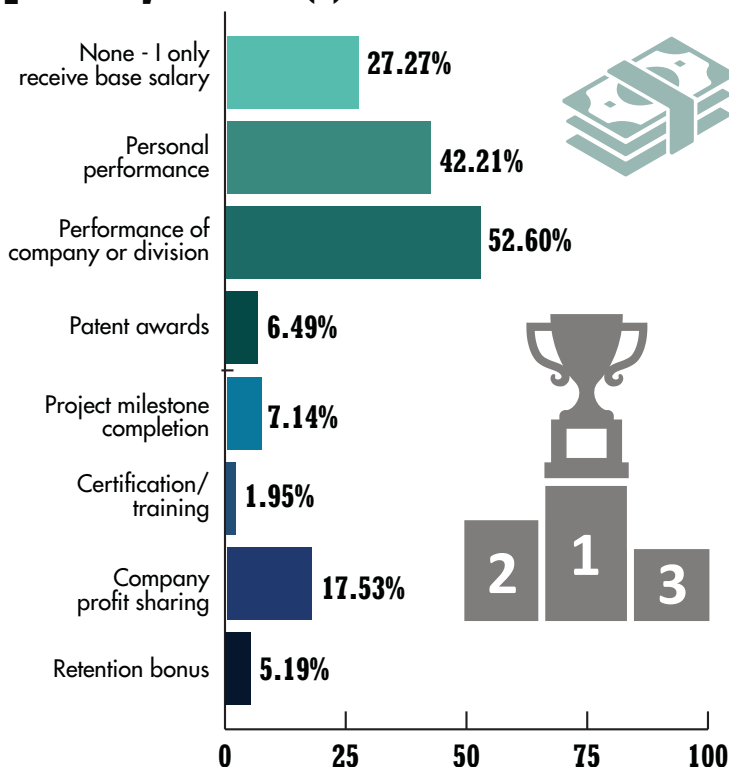 None - I only
receive base salary
27.27%
Personal
performance
42.21%
Performance of
company or division
52.60%
Patent awards
6.49%
Project milestone
completion
7.14%
Certification/
training
1.95%
Company
profit sharing
17.53%
Retention bonus
5.19%
2
1
3
0
25
50
75
100